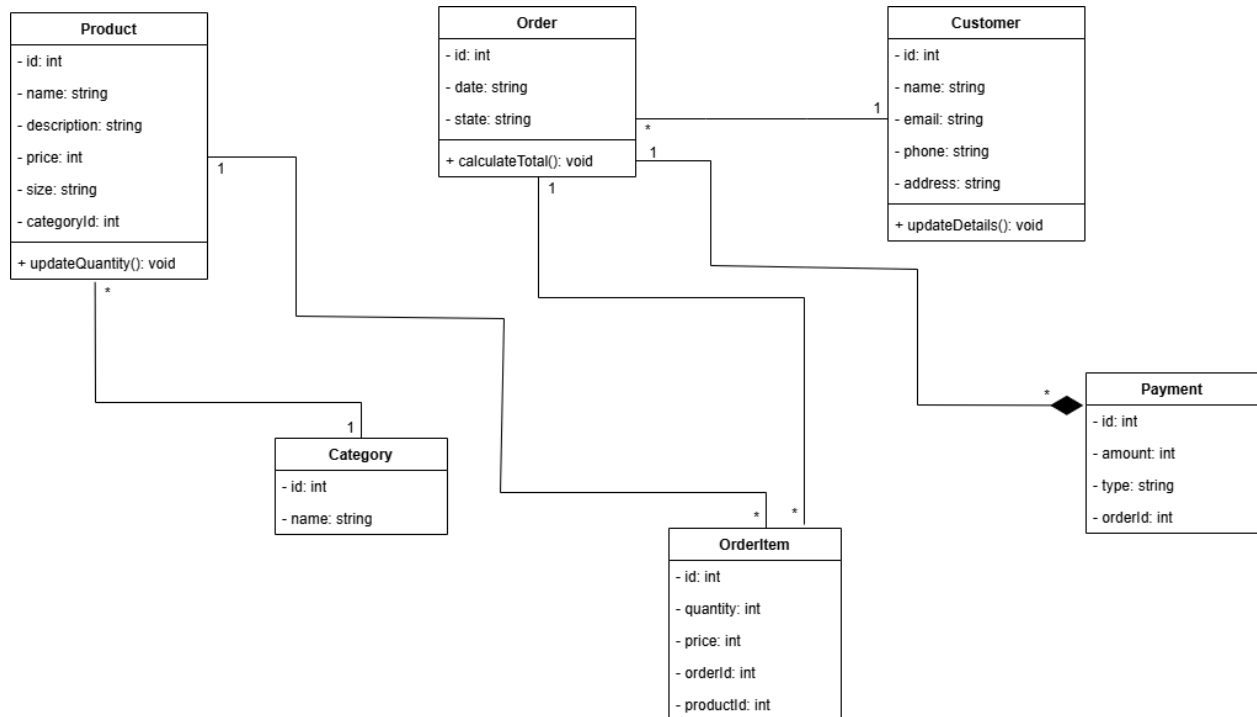 Product
- id: int
- name: string
- description: string
- price: int
- size: string
- categoryId: int
+ updateQuantity(): void
1
*
Order
- id: int
- date: string
- state: string
+ calculateTotal(): void
*
1
1
1
Customer
- id: int
- name: string
- email: string
- phone: string
- address: string
+ updateDetails(): void
1
Category
- id: int
- name: string
*
*
OrderItem
- id: int
- quantity: int
- price: int
- orderId: int
- productId: int
*
Payment
- id: int
- amount: int
- type: string
- orderId: int